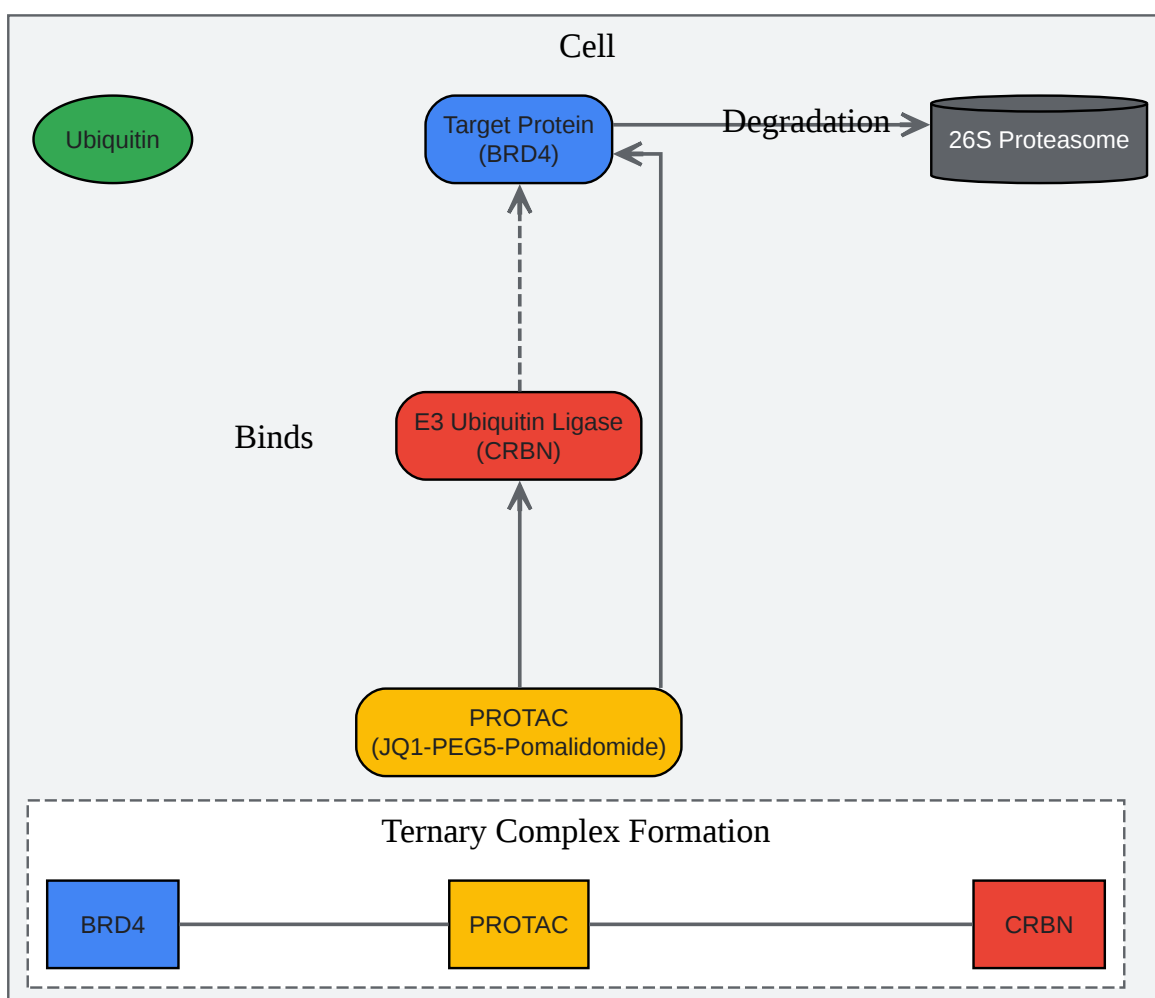 Cell
Ubiquitin
Target Protein
(BRD4)
Degradation
26S Proteasome
Binds
E3 Ubiquitin Ligase
(CRBN)
PROTAC
(JQ1-PEG5-Pomalidomide)
Ternary Complex Formation
BRD4
PROTAC
CRBN